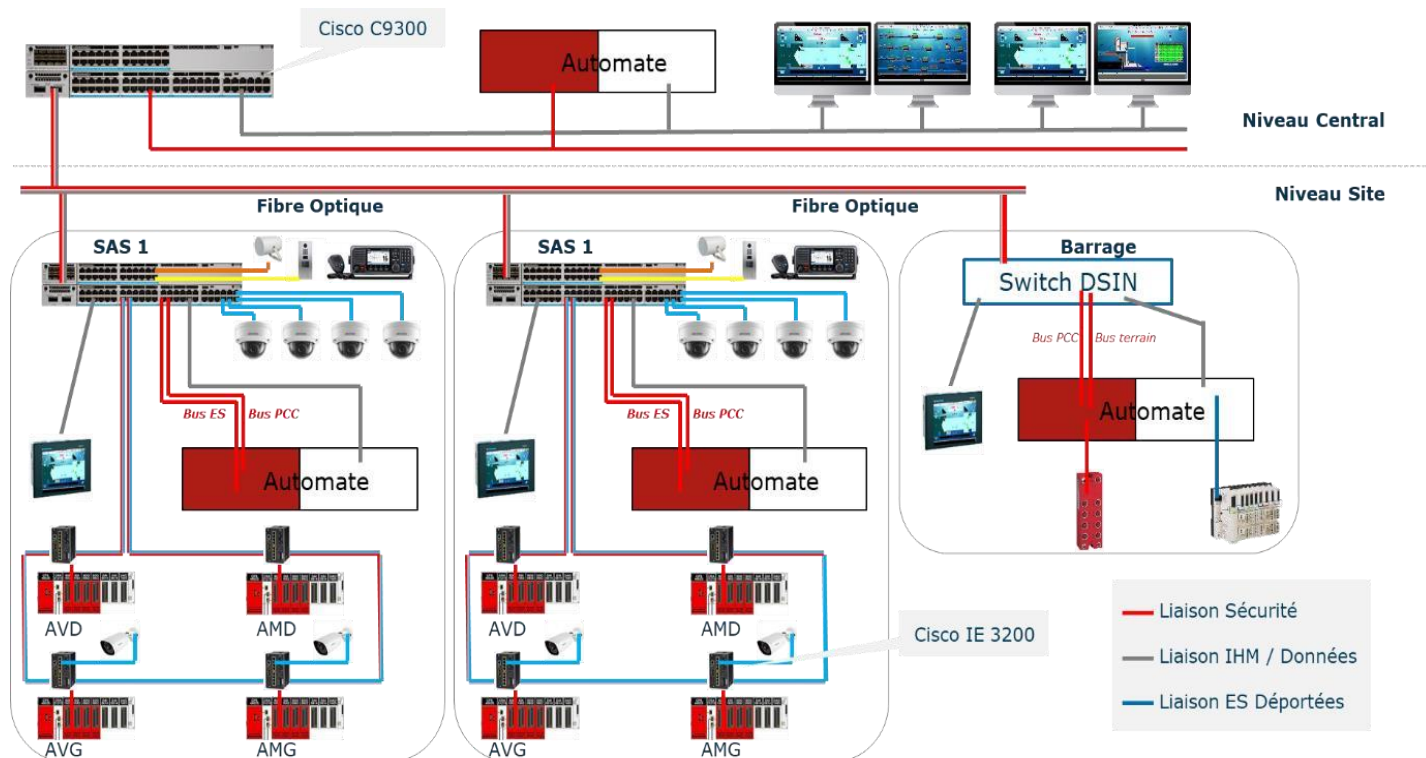 Cisco C9300
Automate
Niveau Central
Niveau Site
Fibre Optique
Fibre Optique
SAS 1
SAS 1
Barrage
Switch DSIN
Bus PCC
Bus terrain
Bus ES
Bus PCC
Bus ES
Bus PCC
Automate
Automate
Automate
AVD
AMD
AVD
AMD
Cisco IE 3200
AVG
AMG
AVG
AMG
Liaison Sécurité
Liaison IHM / Données
Liaison ES Déportées